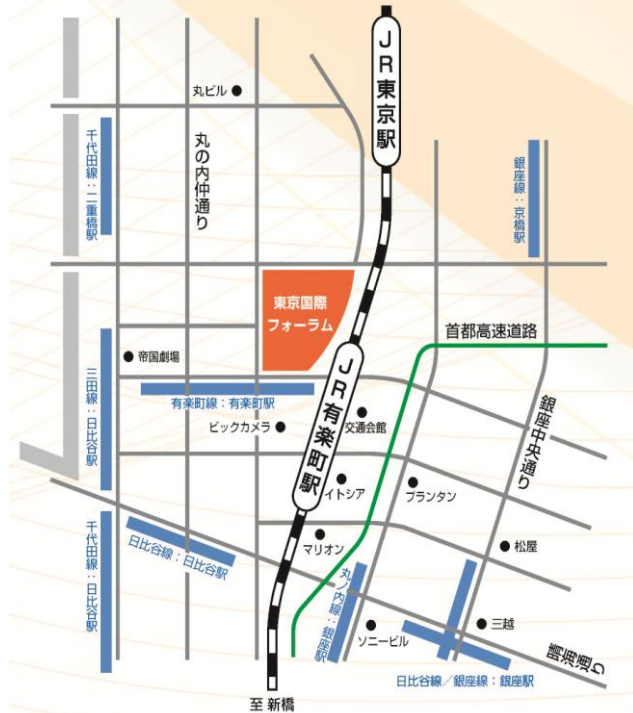 JR東京駅
丸ビル
千代田線：二重橋駅
丸の内仲通り
銀座線：京橋駅
東京国際
フォーラム
首都高速道路
帝国劇場
三田線：日比谷駅
有楽町線：有楽町駅
JR有楽町駅
交通会館
ビックカメラ
銀座中央通り
イトシア
プランタン
日比谷線：日比谷駅
千代田線：日比谷駅
マリオン
松屋
丸ノ内線：銀座駅
ソニービル
三越
晴海通り
日比谷線／銀座線：銀座駅
至 新橋